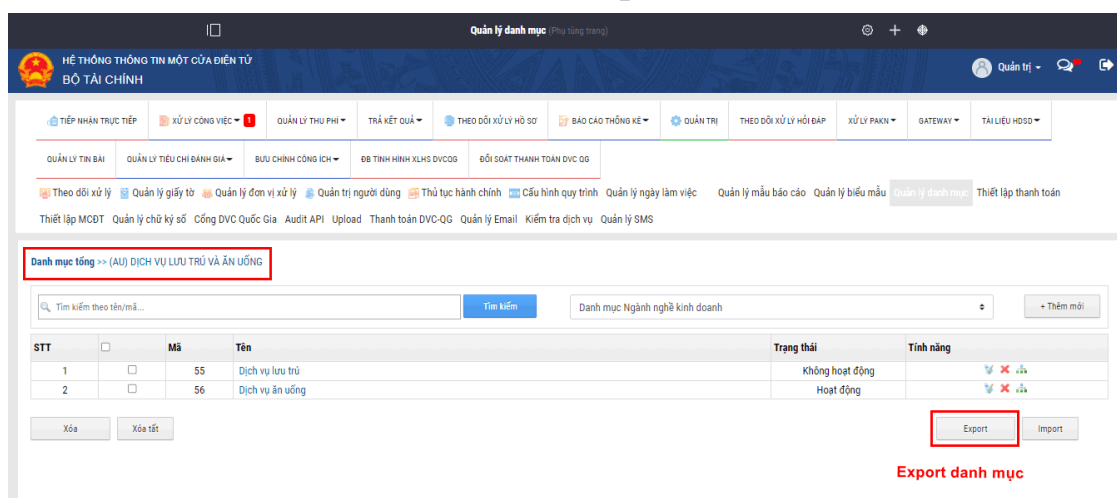 Quản lý danh mục (Phụ tùng trang)
HỆ THỐNG THÔNG TIN MỘT CỬA ĐIỆN TỬ
BỘ TÀI CHÍNH
Quản trị
TIẾP NHẬN TRỰC TIẾP XỬ LÝ CÔNG VIỆC 1 QUẢN LÝ THU PHÍ TRẢ KẾT QUẢ THEO DÕI XỬ LÝ HỒ SƠ BÁO CÁO THỐNG KÊ QUẢN TRỊ THEO DÕI XỬ LÝ HỎI ĐÁP XỬ LÝ PAKN GATEWAY TÀI LIỆU HDSD
QUẢN LÝ TIN BÀI QUẢN LÝ TIÊU CHÍ ĐÁNH GIÁ BƯU CHÍNH CÔNG ÍCH ĐB TÌNH HÌNH XLHS DVCQG ĐỐI SOÁT THANH TOÁN DVC QG
Theo dõi xử lý Quản lý giấy tờ Quản lý đơn vị xử lý Quản trị người dùng Thủ tục hành chính Cấu hình quy trình Quản lý ngày làm việc Quản lý mẫu báo cáo Quản lý biểu mẫu Quản lý danh mục Thiết lập thanh toán
Thiết lập MCĐT Quản lý chữ ký số Cổng DVC Quốc Gia Audit API Upload Thanh toán DVC-QG Quản lý Email Kiểm tra dịch vụ Quản lý SMS
Danh mục tổng >> (AU) DỊCH VỤ LƯU TRÚ VÀ ĂN UỐNG
Tìm kiếm theo tên/mã... Tìm kiếm Danh mục Ngành nghề kinh doanh + Thêm mới
STT Mã Tên Trạng thái Tính năng
1 55 Dịch vụ lưu trú Không hoạt động
2 56 Dịch vụ ăn uống Hoạt động
Xóa Xóa tất Export Import
Export danh mục